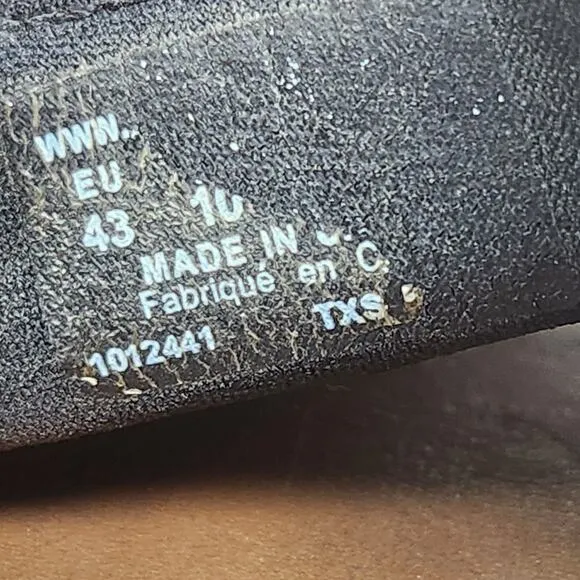 WWW..
EU
43 10
MADE IN
Fabriqué en C
1012441 TXS